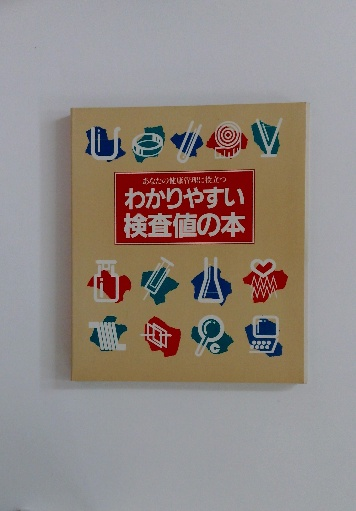 あなたの健康管理に役立つ
わかりやすい
検査値の本